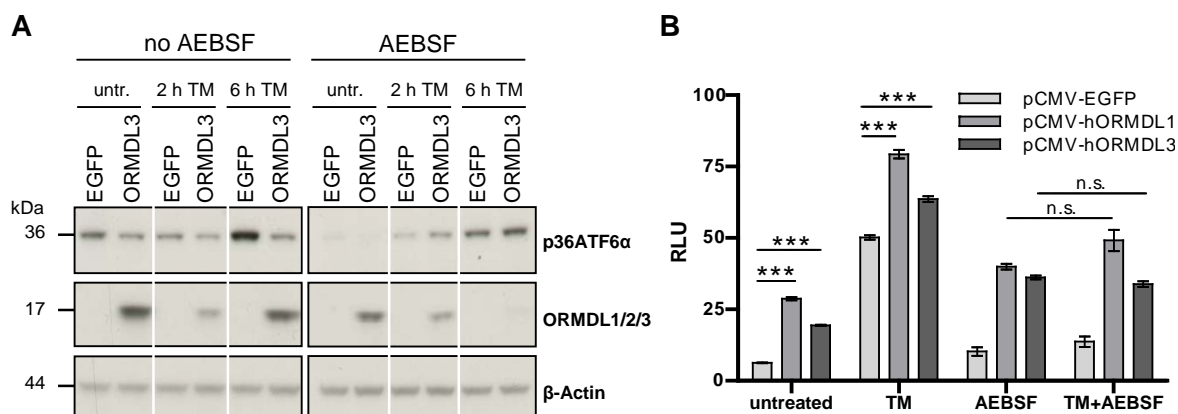 A
no AEBSF AEBSF
untr. 2 h TM 6 h TM untr. 2 h TM 6 h TM
EGFP ORMDL3 EGFP ORMDL3 EGFP ORMDL3 EGFP ORMDL3 EGFP ORMDL3 EGFP ORMDL3
kDa
36 p36ATF6α
17 ORMDL1/2/3
44 β-Actin
B
100
75
50
25
0
RLU
pCMV-EGFP
pCMV-hORMDL1
pCMV-hORMDL3
***
***
***
***
n.s.
n.s.
untreated TM AEBSF TM+AEBSF